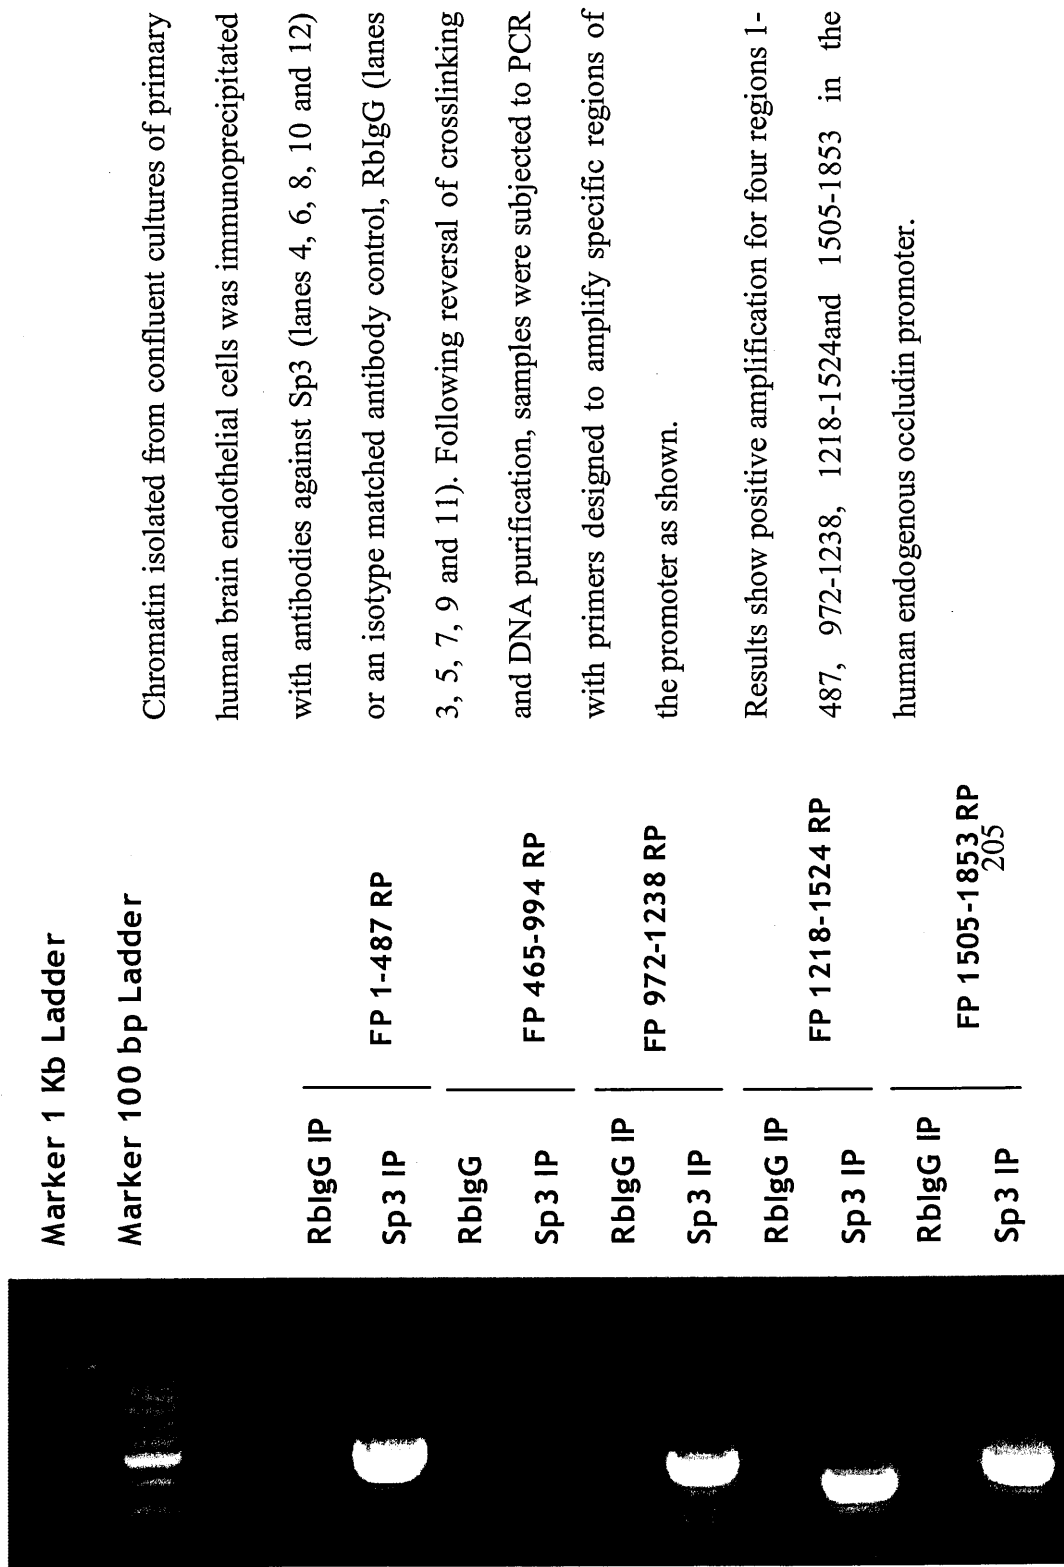 Marker 1 Kb Ladder
Marker 100 bp Ladder
RbIgG IP
Sp3 IP
FP 1-487 RP
RbIgG
Sp3 IP
FP 465-994 RP
RbIgG IP
Sp3 IP
FP 972-1238 RP
RbIgG IP
Sp3 IP
FP 1218-1524 RP
RbIgG IP
Sp3 IP
FP 1505-1853 RP
205
Chromatin isolated from confluent cultures of primary
human brain endothelial cells was immunoprecipitated
with antibodies against Sp3 (lanes 4, 6, 8, 10 and 12)
or an isotype matched antibody control, RbIgG (lanes
3, 5, 7, 9 and 11). Following reversal of crosslinking
and DNA purification, samples were subjected to PCR
with primers designed to amplify specific regions of
the promoter as shown.
Results show positive amplification for four regions 1-
487, 972-1238, 1218-1524and 1505-1853 in the
human endogenous occludin promoter.